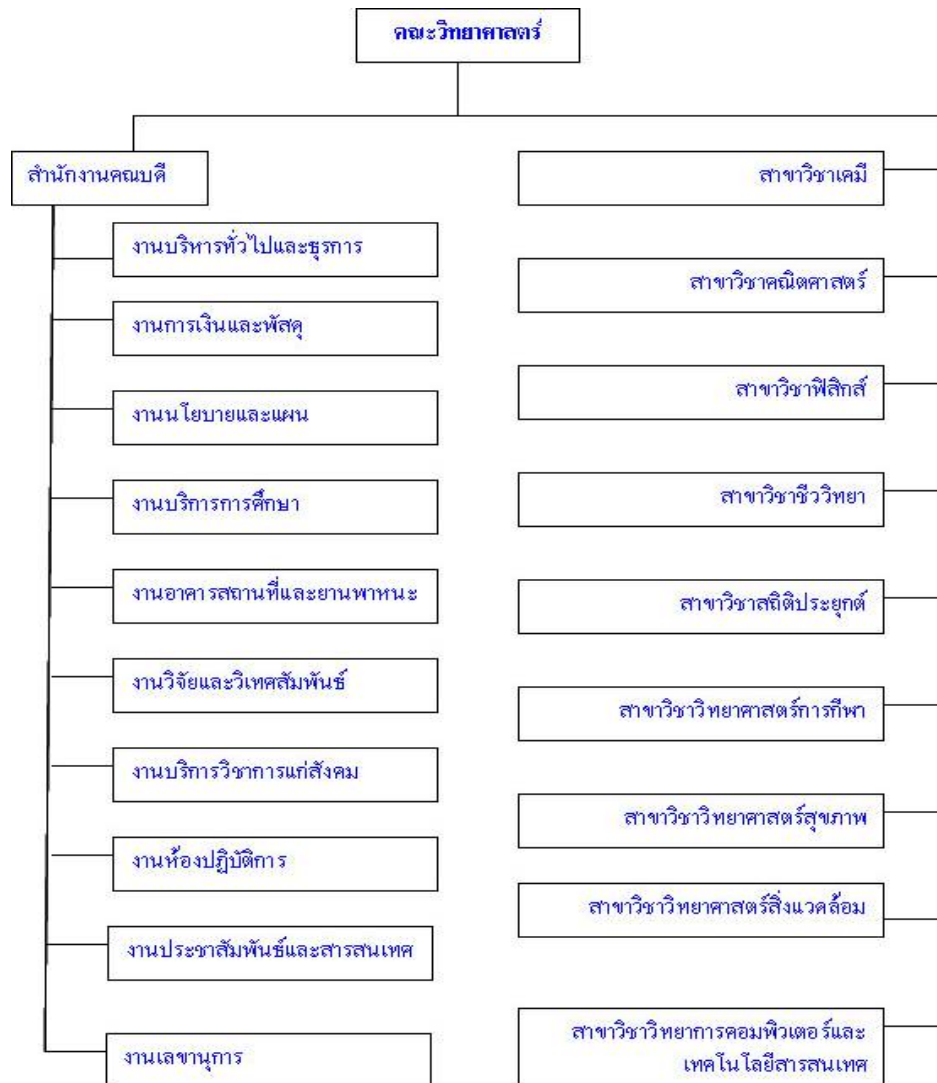 คณะวิทยาศาสตร์
สำนักงานคณบดี
งานบริหารทั่วไปและธุรการ
งานการเงินและพัสดุ
งานนโยบายและแผน
งานบริการการศึกษา
งานอาคารสถานที่และยานพาหนะ
งานวิจัยและวิเทศสัมพันธ์
งานบริการวิชาการแก่สังคม
งานห้องปฏิบัติการ
งานประชาสัมพันธ์และสารสนเทศ
งานเลขานุการ
สาขาวิชาเคมี
สาขาวิชาคณิตศาสตร์
สาขาวิชาฟิสิกส์
สาขาวิชาชีววิทยา
สาขาวิชาสถิติประยุกต์
สาขาวิชาวิทยาศาสตร์การกีฬา
สาขาวิชาวิทยาศาสตร์สุขภาพ
สาขาวิชาวิทยาศาสตร์สิ่งแวดล้อม
สาขาวิชาวิทยาการคอมพิวเตอร์และ
เทคโนโลยีสารสนเทศ